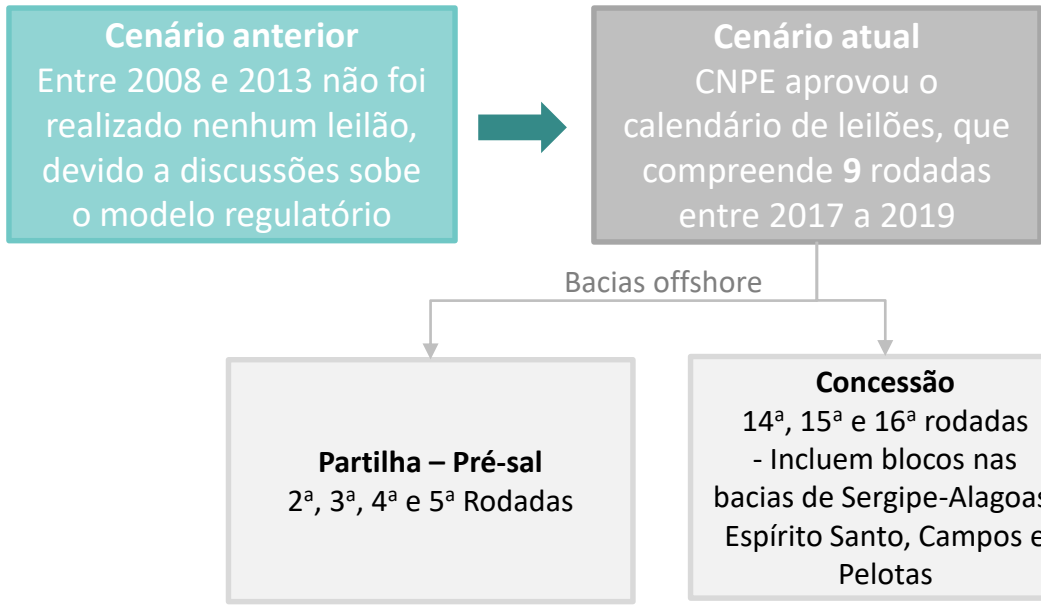 Cenário anterior
Entre 2008 e 2013 não foi
realizado nenhum leilão,
devido a discussões sobe
o modelo regulatório
Cenário atual
CNPE aprovou o
calendário de leilões, que
compreende 9 rodadas
entre 2017 a 2019
Bacias offshore
Partilha – Pré-sal
2ª, 3ª, 4ª e 5ª Rodadas
Concessão
14ª, 15ª e 16ª rodadas
- Incluem blocos nas
bacias de Sergipe-Alagoas
Espírito Santo, Campos e
Pelotas